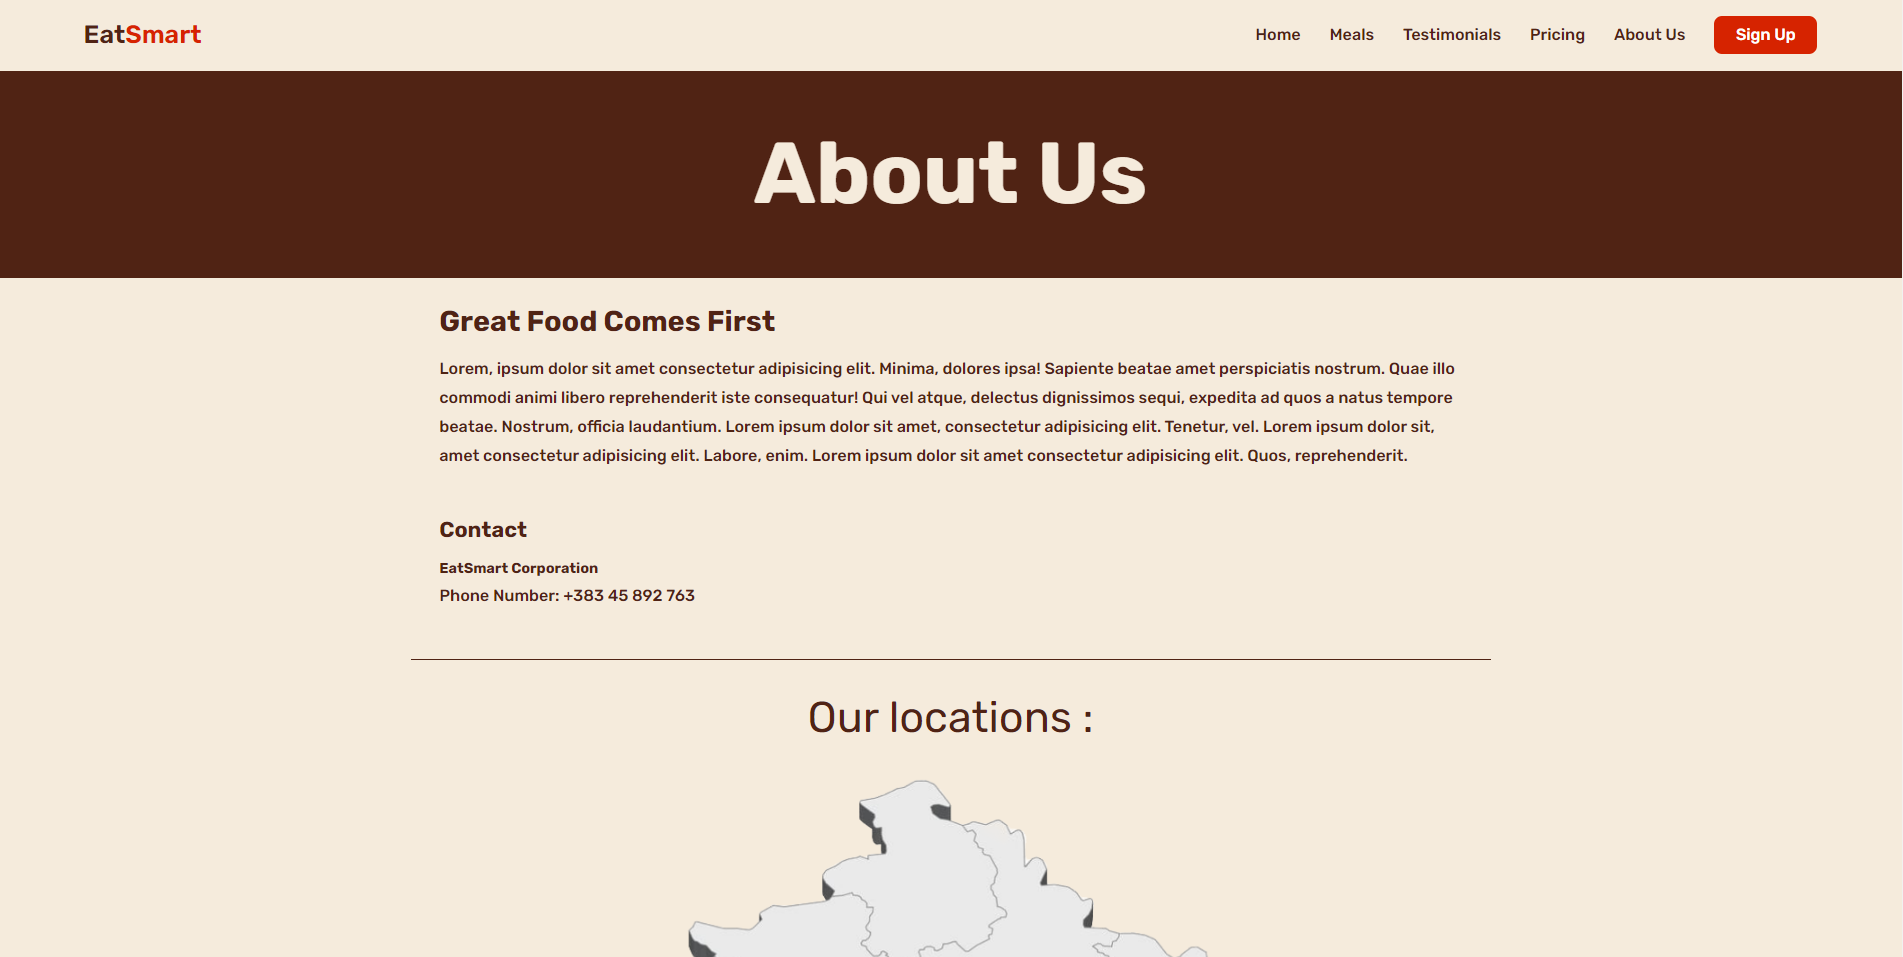 EatSmart
Home Meals Testimonials Pricing About Us Sign Up
About Us
Great Food Comes First
Lorem, ipsum dolor sit amet consectetur adipisicing elit. Minima, dolores ipsa! Sapiente beatae amet perspiciatis nostrum. Quae illo
commodi animi libero reprehenderit iste consequatur! Qui vel atque, delectus dignissimos sequi, expedita ad quos a natus tempore
beatae. Nostrum, officia laudantium. Lorem ipsum dolor sit amet, consectetur adipisicing elit. Tenetur, vel. Lorem ipsum dolor sit,
amet consectetur adipisicing elit. Labore, enim. Lorem ipsum dolor sit amet consectetur adipisicing elit. Quos, reprehenderit.
Contact
EatSmart Corporation
Phone Number: +383 45 892 763
Our locations :